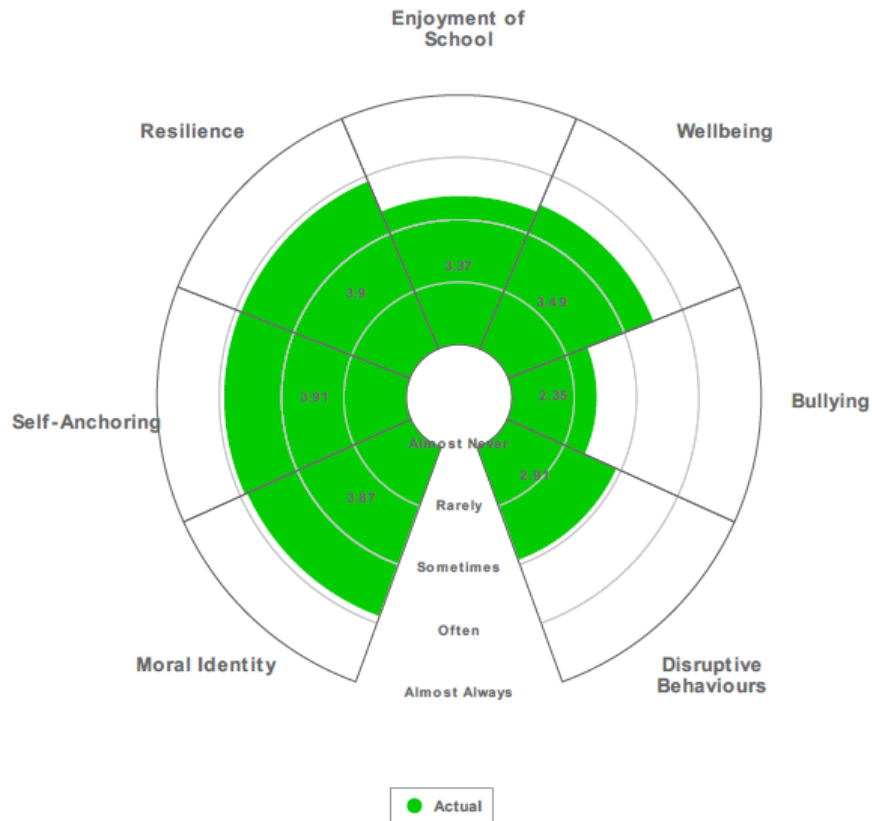 Enjoyment of
School
Resilience
Wellbeing
3.37
3.9
3.49
3.91
2.35
Self-Anchoring
Bullying
Almost Never
3.87
2.91
Rarely
Sometimes
Often
Moral Identity
Disruptive
Behaviours
Almost Always
Actual